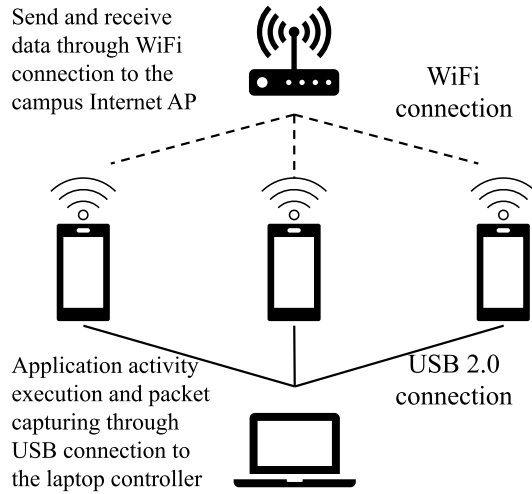 Send and receive
data through WiFi
connection to the
campus Internet AP
WiFi
connection
Application activity
execution and packet
capturing through
USB connection to
the laptop controller
USB 2.0
connection